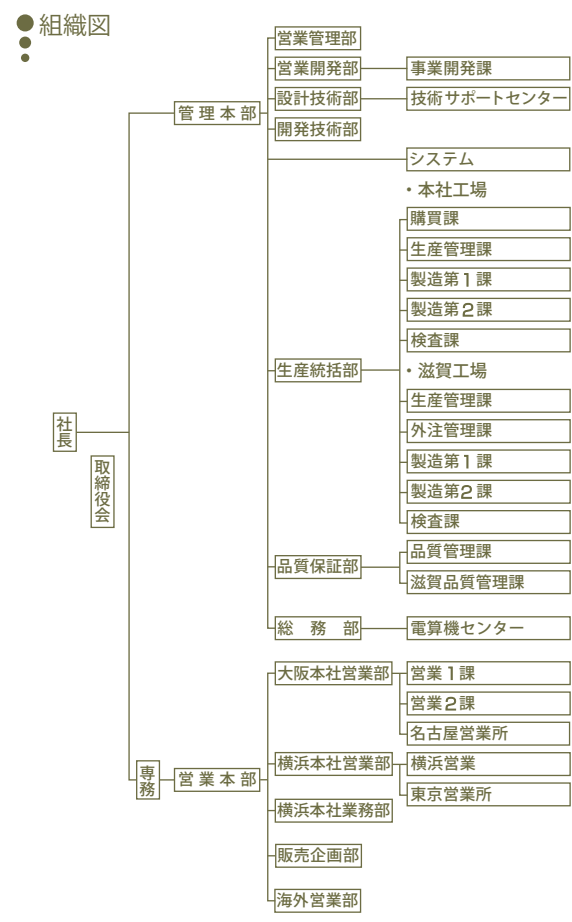 組織図
社長
取締役会
管理本部
営業管理部
営業開発部
事業開発課
設計技術部
技術サポートセンター
開発技術部
システム
生産統括部
・本社工場
購買課
生産管理課
製造第1課
製造第2課
検査課
・滋賀工場
生産管理課
外注管理課
製造第1課
製造第2課
検査課
品質保証部
品質管理課
滋賀品質管理課
総　務　部
電算機センター
専務
営業本部
大阪本社営業部
営業1課
営業2課
名古屋営業所
横浜本社営業部
横浜営業
東京営業所
横浜本社業務部
販売企画部
海外営業部